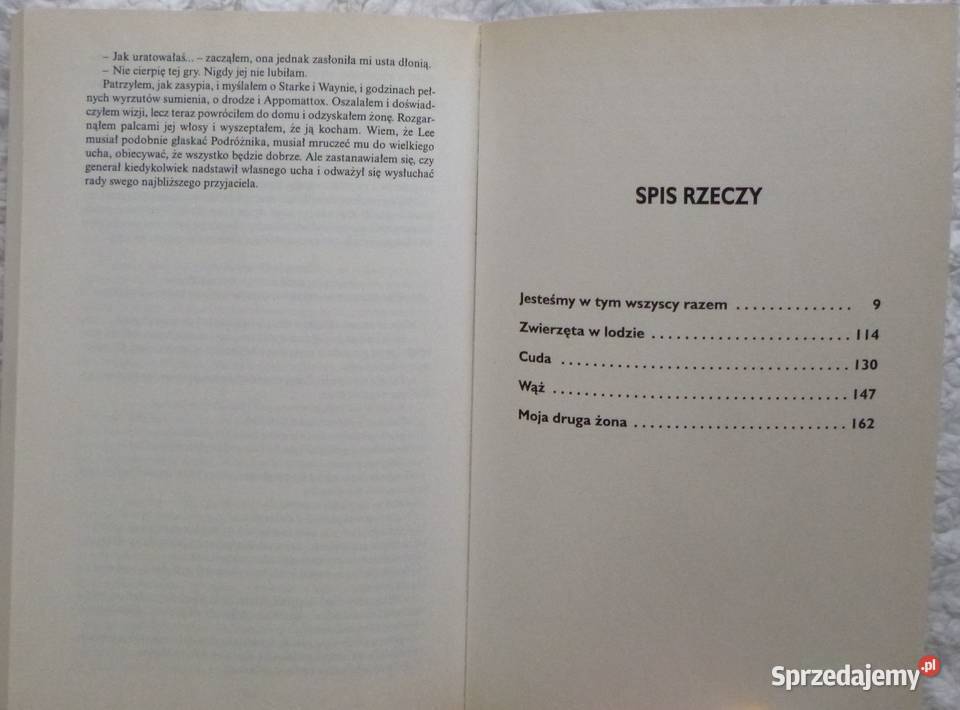 – Jak uratowałaś... – zacząłem, ona jednak zasłoniła mi usta dłonią.
– Nie cierpię tej gry. Nigdy jej nie lubiłam.
Patrzyłem, jak zasypia, i myślałem o Starke i Waynie, i godzinach peł-
nych wyrzutów sumienia, o drodze i Appomattox. Oszalałem i doświad-
czyłem wizji, lecz teraz powróciłem do domu i odzyskałem żonę. Rozgar-
nąłem palcami jej włosy i wyszeptałem, że ją kocham. Wiem, że Lee
musiał podobnie głaskać Podróżnika, musiał mruczeć mu do wielkiego
ucha, obiecywać, że wszystko będzie dobrze. Ale zastanawiałem się, czy
generał kiedykolwiek nadstawił własnego ucha i odważył się wysłuchać
rady swego najbliższego przyjaciela.
SPIS RZECZY
Jesteśmy w tym wszyscy razem . . . . . . . . . . . . . . 9
Zwierzęta w lodzie . . . . . . . . . . . . . . . . . . . . . . . . 114
Cuda . . . . . . . . . . . . . . . . . . . . . . . . . . . . . . . . . . . 130
Wąż . . . . . . . . . . . . . . . . . . . . . . . . . . . . . . . . . . . . 147
Moja druga żona . . . . . . . . . . . . . . . . . . . . . . . . . . 162
Sprzedajemy.pl